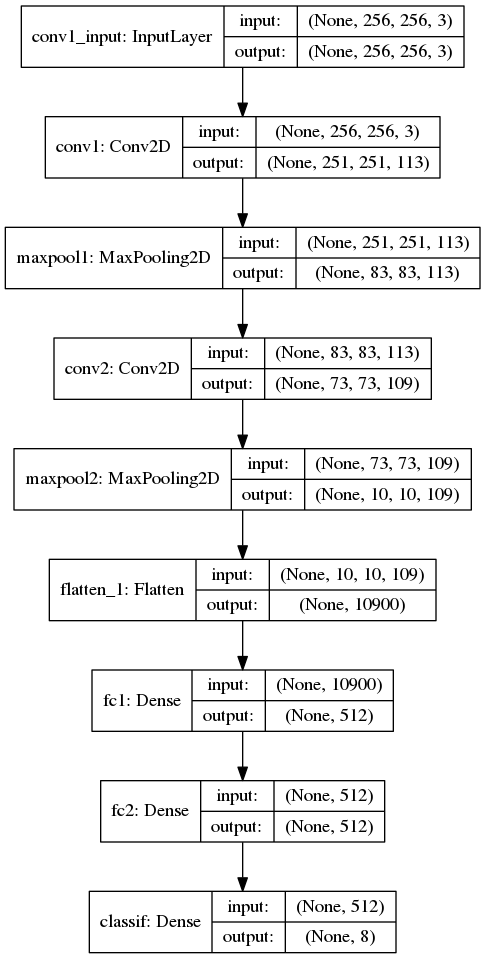 conv1_input: InputLayer
input: (None, 256, 256, 3)
output: (None, 256, 256, 3)
conv1: Conv2D
input: (None, 256, 256, 3)
output: (None, 251, 251, 113)
maxpool1: MaxPooling2D
input: (None, 251, 251, 113)
output: (None, 83, 83, 113)
conv2: Conv2D
input: (None, 83, 83, 113)
output: (None, 73, 73, 109)
maxpool2: MaxPooling2D
input: (None, 73, 73, 109)
output: (None, 10, 10, 109)
flatten_1: Flatten
input: (None, 10, 10, 109)
output: (None, 10900)
fc1: Dense
input: (None, 10900)
output: (None, 512)
fc2: Dense
input: (None, 512)
output: (None, 512)
classif: Dense
input: (None, 512)
output: (None, 8)